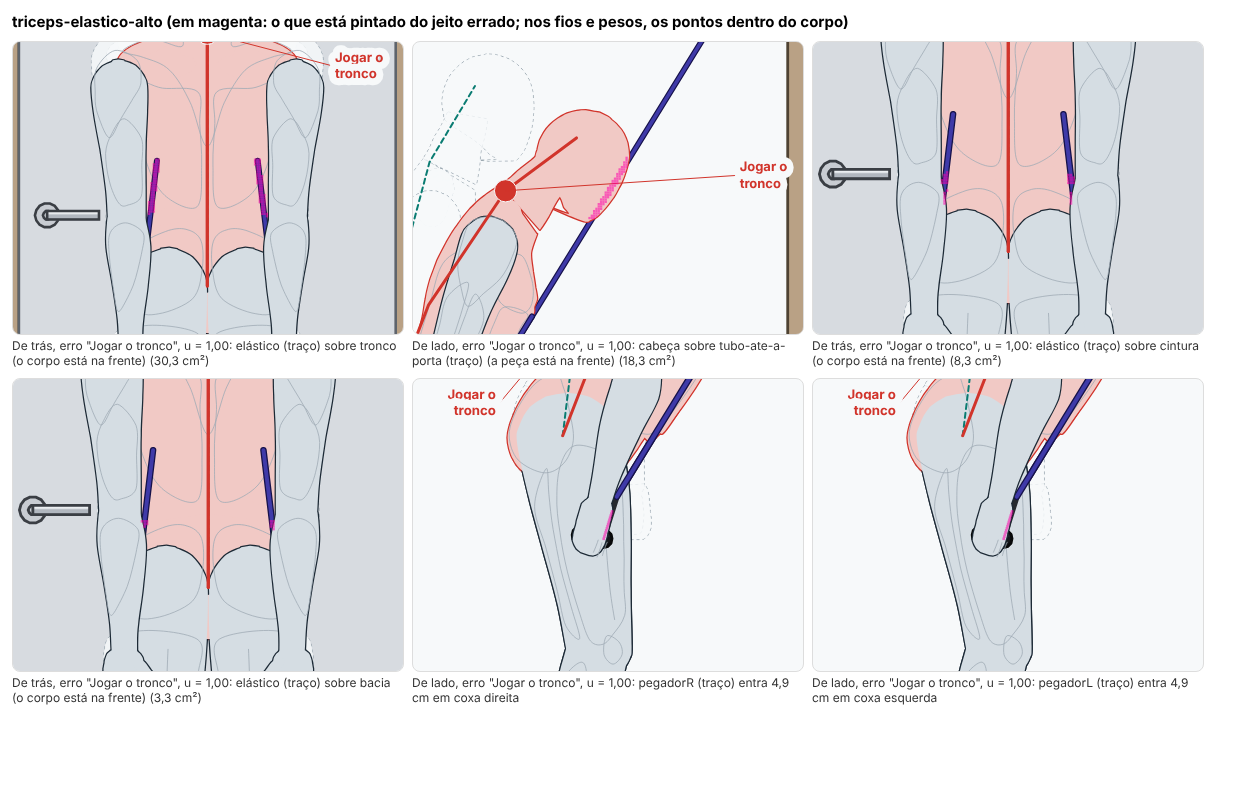 triceps-elastico-alto (em magenta: o que está pintado do jeito errado; nos fios e pesos, os pontos dentro do corpo)
Jogar o
tronco
Jogar o
tronco
De trás, erro "Jogar o tronco", u = 1,00: elástico (traço) sobre tronco
(o corpo está na frente) (30,3 cm²)
De lado, erro "Jogar o tronco", u = 1,00: cabeça sobre tubo-ate-a-
porta (traço) (a peça está na frente) (18,3 cm²)
De trás, erro "Jogar o tronco", u = 1,00: elástico (traço) sobre cintura
(o corpo está na frente) (8,3 cm²)
Jogar o
tronco
Jogar o
tronco
De trás, erro "Jogar o tronco", u = 1,00: elástico (traço) sobre bacia
(o corpo está na frente) (3,3 cm²)
De lado, erro "Jogar o tronco", u = 1,00: pegadorR (traço) entra 4,9
cm em coxa direita
De lado, erro "Jogar o tronco", u = 1,00: pegadorL (traço) entra 4,9
cm em coxa esquerda